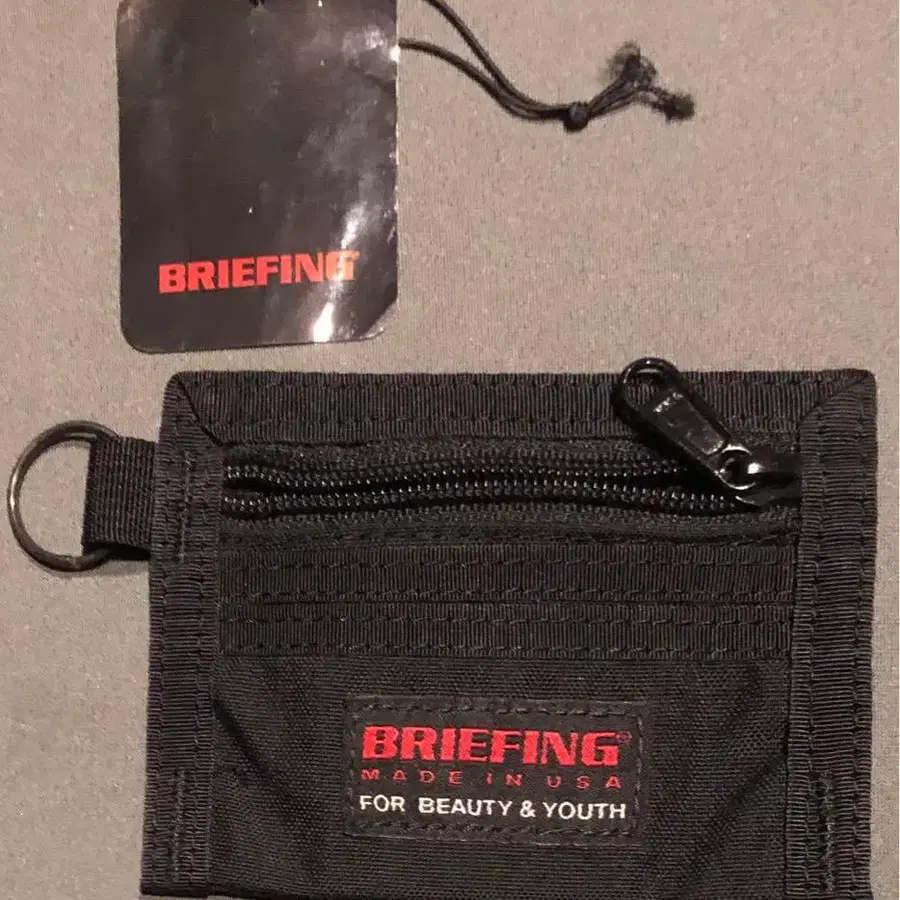 BRIEFING
BRIEFING®
MADE IN USA
FOR BEAUTY & YOUTH